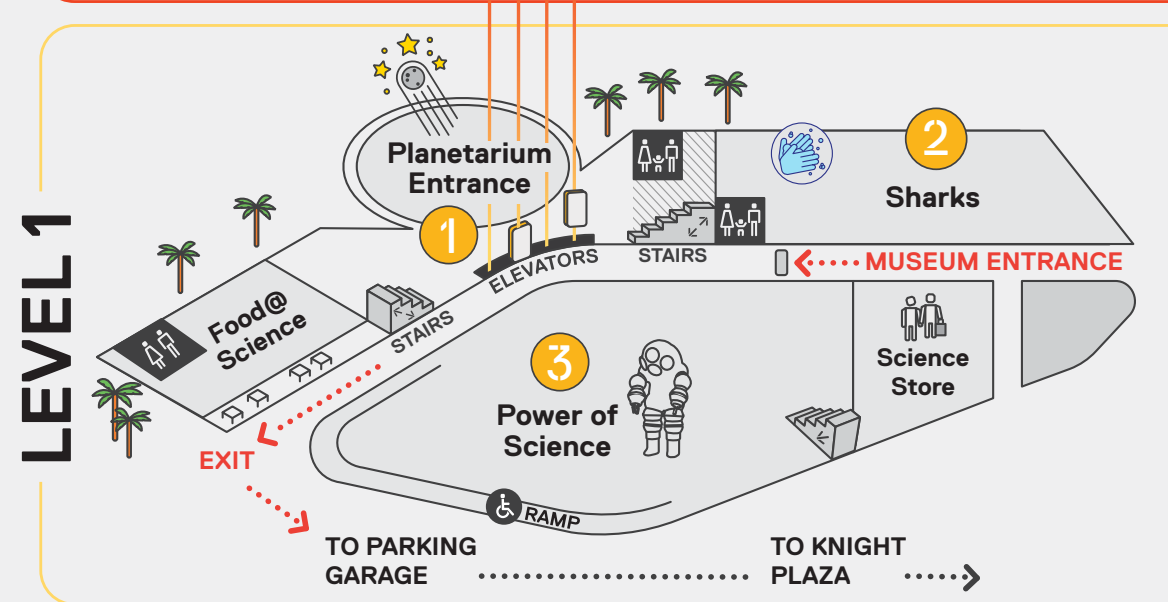 LEVEL 1
Planetarium
Entrance
1
2
Sharks
ELEVATORS
STAIRS
MUSEUM ENTRANCE
Food@
Science
STAIRS
3
Power of
Science
Science
Store
EXIT
RAMP
TO PARKING
GARAGE
TO KNIGHT
PLAZA